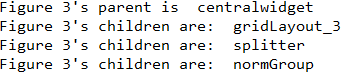 Figure 3's parent is  centralwidget
Figure 3's children are:  gridLayout_3
Figure 3's children are:  splitter
Figure 3's children are:  normGroup